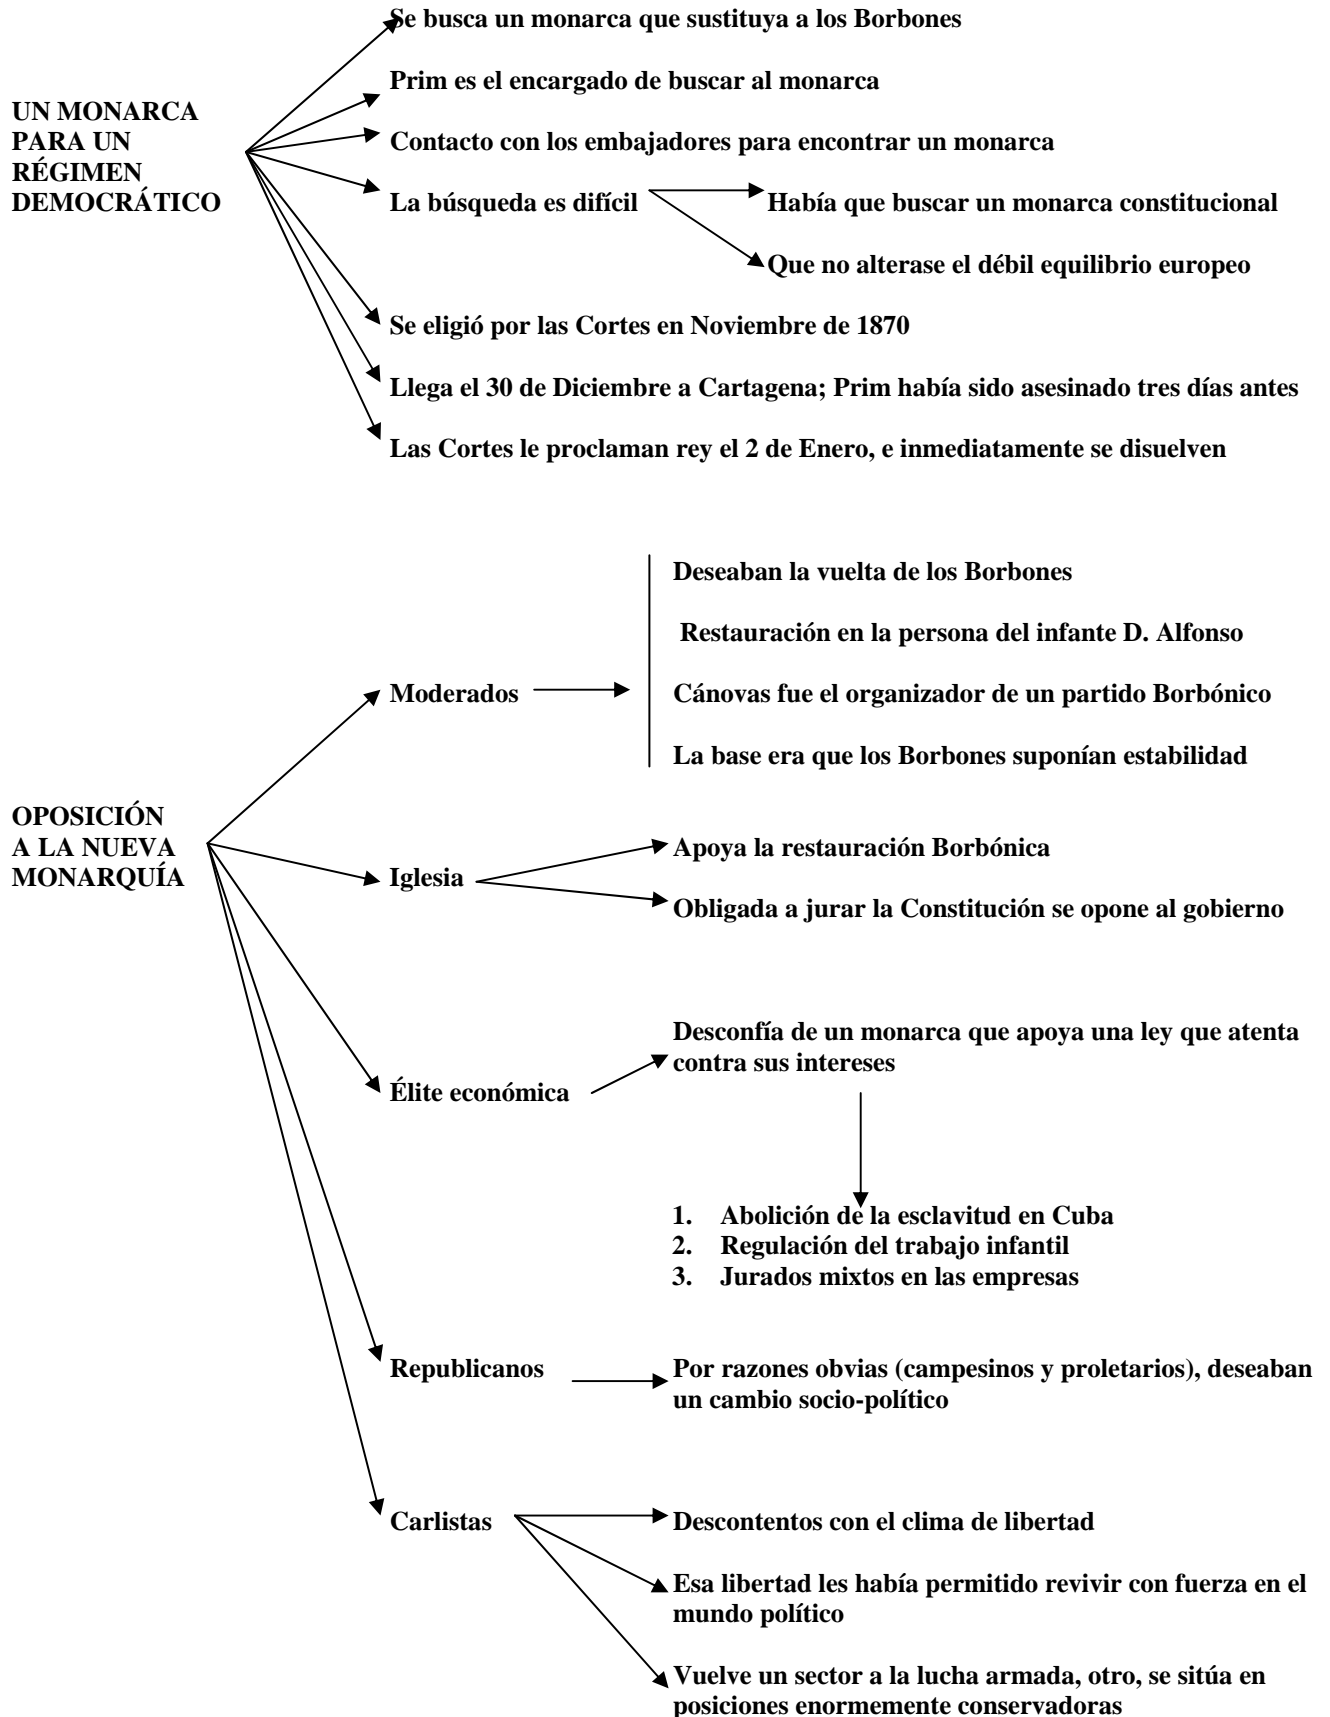 Se busca un monarca que sustituya a los Borbones
Prim es el encargado de buscar al monarca
UN MONARCA
PARA UN
RÉGIMEN
DEMOCRÁTICO
Contacto con los embajadores para encontrar un monarca
La búsqueda es difícil
Había que buscar un monarca constitucional
Que no alterase el débil equilibrio europeo
Se eligió por las Cortes en Noviembre de 1870
Llega el 30 de Diciembre a Cartagena; Prim había sido asesinado tres días antes
Las Cortes le proclaman rey el 2 de Enero, e inmediatamente se disuelven
OPOSICIÓN
A LA NUEVA
MONARQUÍA
Moderados
Deseaban la vuelta de los Borbones
Restauración en la persona del infante D. Alfonso
Cánovas fue el organizador de un partido Borbónico
La base era que los Borbones suponían estabilidad
Iglesia
Apoya la restauración Borbónica
Obligada a jurar la Constitución se opone al gobierno
Élite económica
Desconfía de un monarca que apoya una ley que atenta
contra sus intereses
1. Abolición de la esclavitud en Cuba
2. Regulación del trabajo infantil
3. Jurados mixtos en las empresas
Republicanos
Por razones obvias (campesinos y proletarios), deseaban
un cambio socio-político
Carlistas
Descontentos con el clima de libertad
Esa libertad les había permitido revivir con fuerza en el
mundo político
Vuelve un sector a la lucha armada, otro, se sitúa en
posiciones enormemente conservadoras